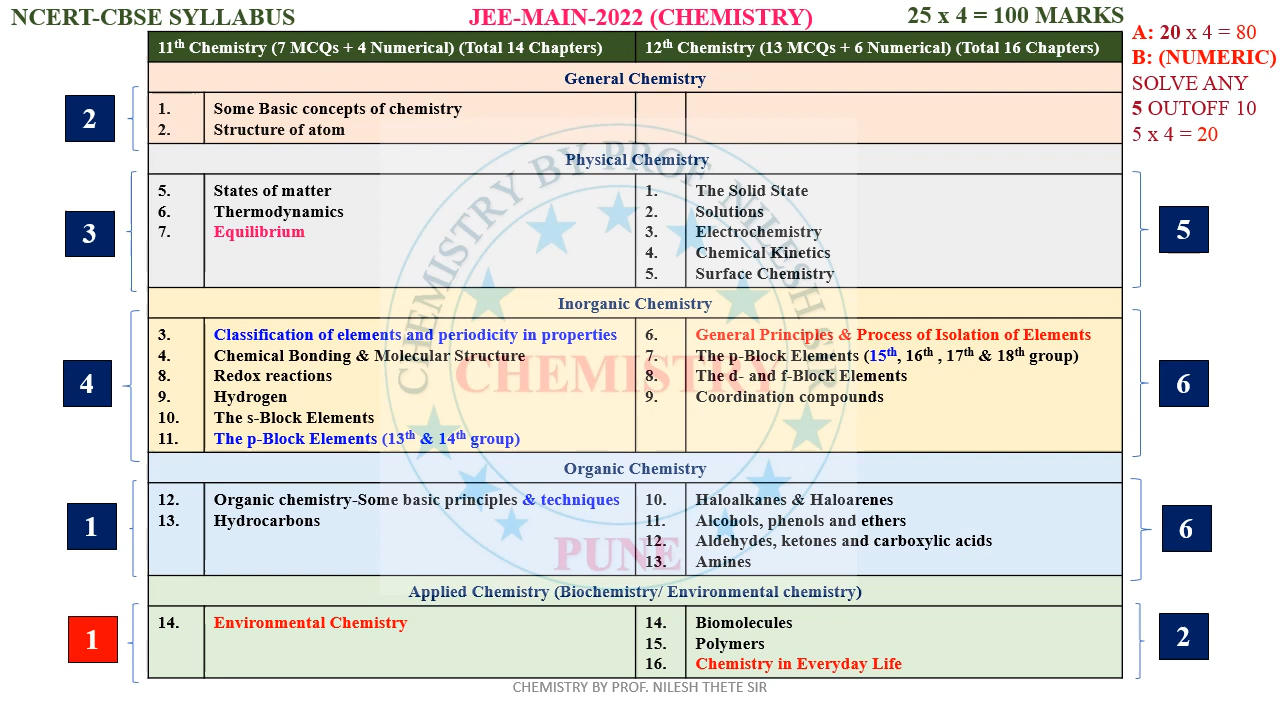 NCERT-CBSE SYLLABUS
JEE-MAIN-2022 (CHEMISTRY)
25 x 4 = 100 MARKS
A: 20 x 4 = 80
B: (NUMERIC)
SOLVE ANY
5 OUTOFF 10
5 x 4 = 20
11th Chemistry (7 MCQs + 4 Numerical) (Total 14 Chapters)
12th Chemistry (13 MCQs + 6 Numerical) (Total 16 Chapters)
General Chemistry
2
1. Some Basic concepts of chemistry
2. Structure of atom
Physical Chemistry
3
5. States of matter
6. Thermodynamics
7. Equilibrium
1. The Solid State
2. Solutions
3. Electrochemistry
4. Chemical Kinetics
5. Surface Chemistry
5
Inorganic Chemistry
4
3. Classification of elements and periodicity in properties
4. Chemical Bonding & Molecular Structure
8. Redox reactions
9. Hydrogen
10. The s-Block Elements
11. The p-Block Elements (13th & 14th group)
6. General Principles & Process of Isolation of Elements
7. The p-Block Elements (15th, 16th , 17th & 18th group)
8. The d- and f-Block Elements
9. Coordination compounds
6
Organic Chemistry
1
12. Organic chemistry-Some basic principles & techniques
13. Hydrocarbons
10. Haloalkanes & Haloarenes
11. Alcohols, phenols and ethers
12. Aldehydes, ketones and carboxylic acids
13. Amines
6
Applied Chemistry (Biochemistry/ Environmental chemistry)
1
14. Environmental Chemistry
14. Biomolecules
15. Polymers
16. Chemistry in Everyday Life
2
CHEMISTRY BY PROF. NILESH THETE SIR
CHEMISTRY BY PROF. NILESH SIR
CHEMISTRY
PUNE